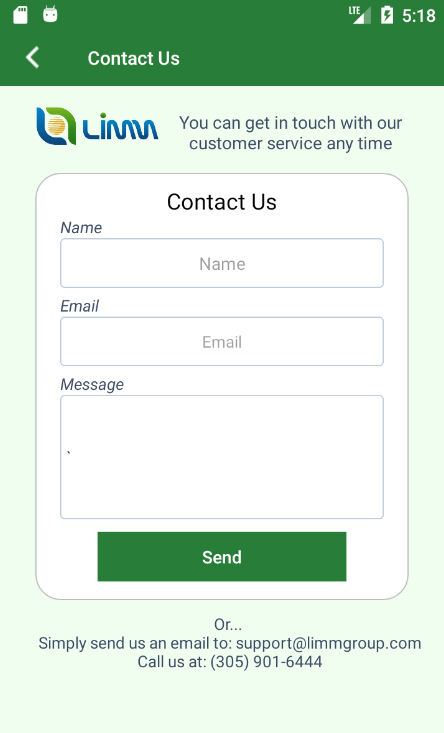 LTE
5:18
Contact Us
LIMM
You can get in touch with our
customer service any time
Contact Us
Name
Name
Email
Email
Message
`
Send
Or...
Simply send us an email to: support@limmgroup.com
Call us at: (305) 901-6444